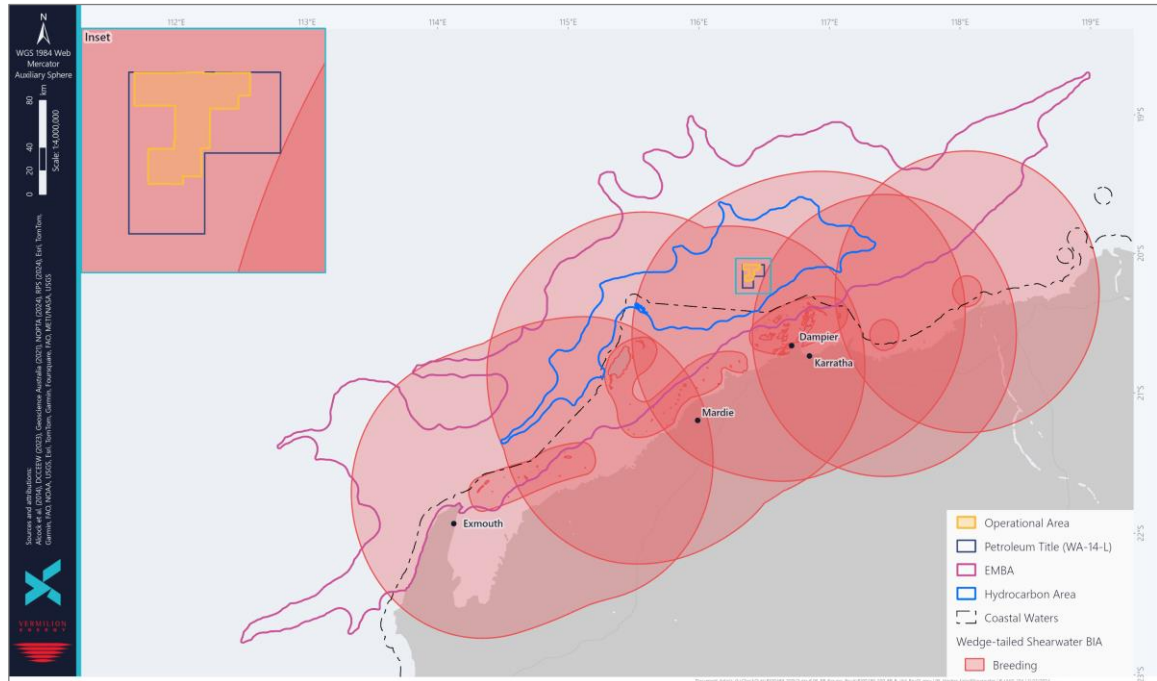 N
WGS 1984 Web
Mercator
Auxiliary Sphere
km
80
40
20
0
Scale: 1:4,000,000
Sources and attributions:
Alcock et al. (2014), DCCEEW (2023), Geoscience Australia (2021), NOPTA (2024), RPS (2024), Esri, TomTom,
Garmin, FAO, NOAA, USGS, Esri, TomTom, Garmin, Foursquare, FAO, METI/NASA, USGS
VERMILION
ENERGY
112°E
113°E
114°E
115°E
116°E
117°E
118°E
119°E
Inset
19°S
20°S
21°S
22°S
23°S
Dampier
Karratha
Mardie
Exmouth
Operational Area
Petroleum Title (WA-14-L)
EMBA
Hydrocarbon Area
Coastal Waters
Wedge-tailed Shearwater BIA
Breeding